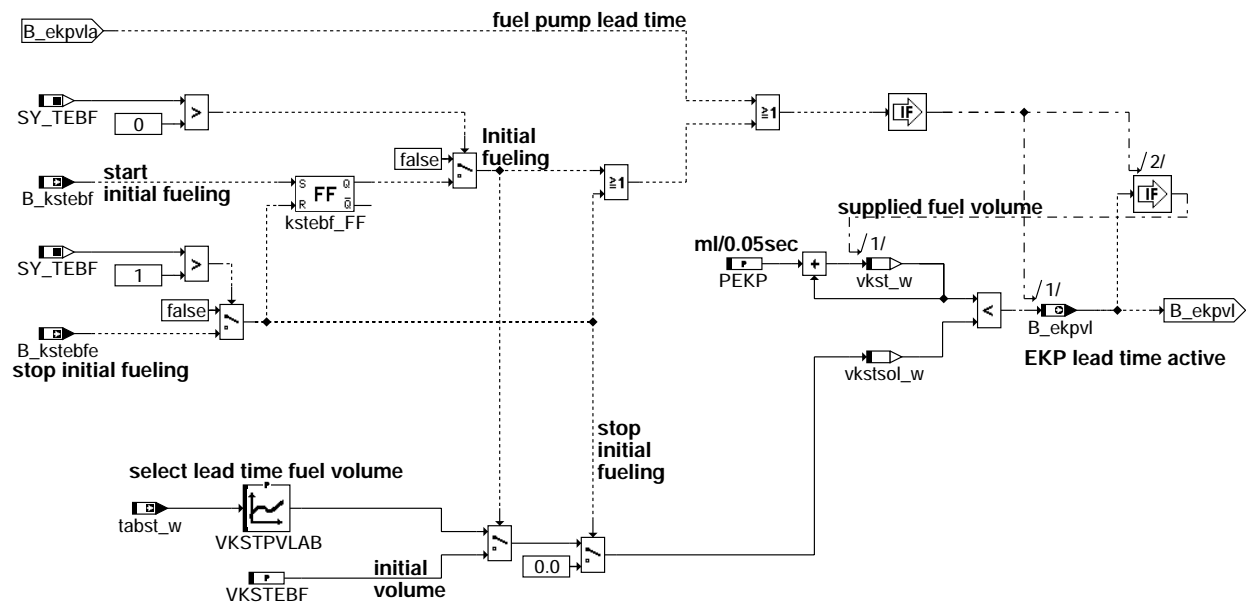 B_ekpvla
fuel pump lead time
SY_TEBF
>
0
≥1
IF
false
Initial
fueling
start
initial fueling
B_kstebf
S Q
FF
R Q̅
kstebf_FF
≥1
/2/
IF
supplied fuel volume
SY_TEBF
>
1
ml/0.05sec
P
PEKP
+
/1/
vkst_w
false
B_kstebfe
stop initial fueling
<
/1/
B_ekpvl
B_ekpvl
EKP lead time active
vkstsol_w
stop
initial
fueling
select lead time fuel volume
tabst_w
P
VKSTPVLAB
0.0
P
VKSTEBF
initial
volume